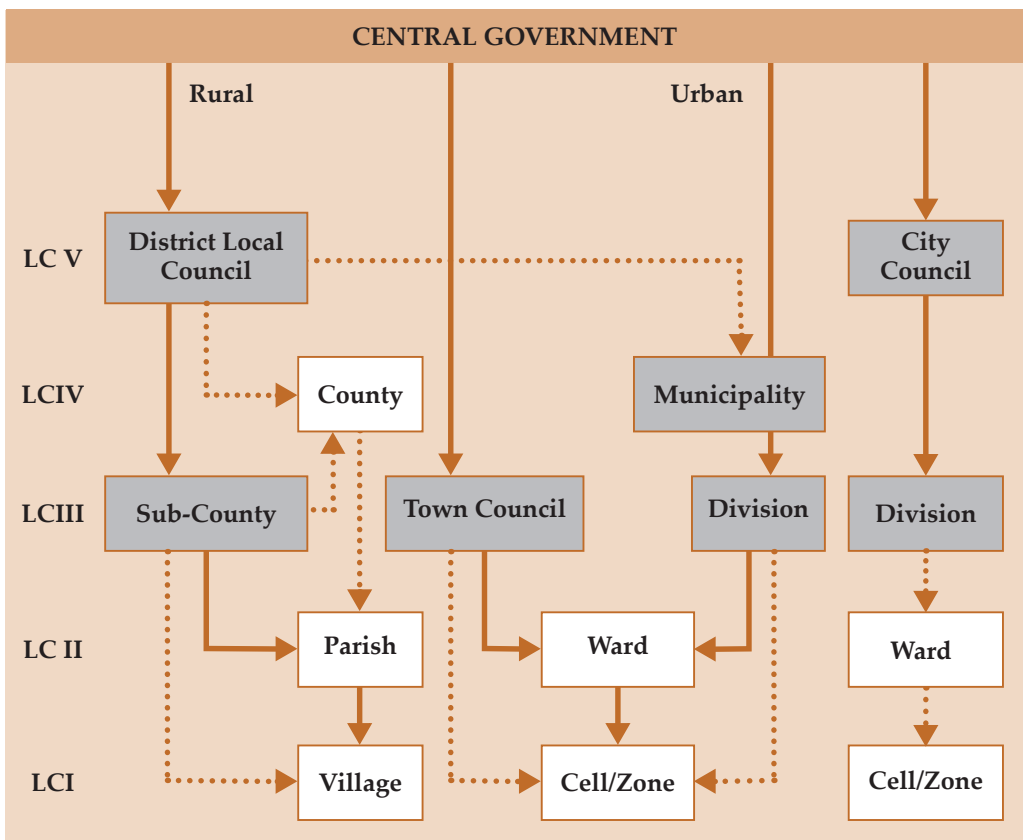 CENTRAL GOVERNMENT
Rural
Urban
LC V
District Local
Council
City
Council
LCIV
County
Municipality
LCIII
Sub-County
Town Council
Division
Division
LC II
Parish
Ward
Ward
LCI
Village
Cell/Zone
Cell/Zone